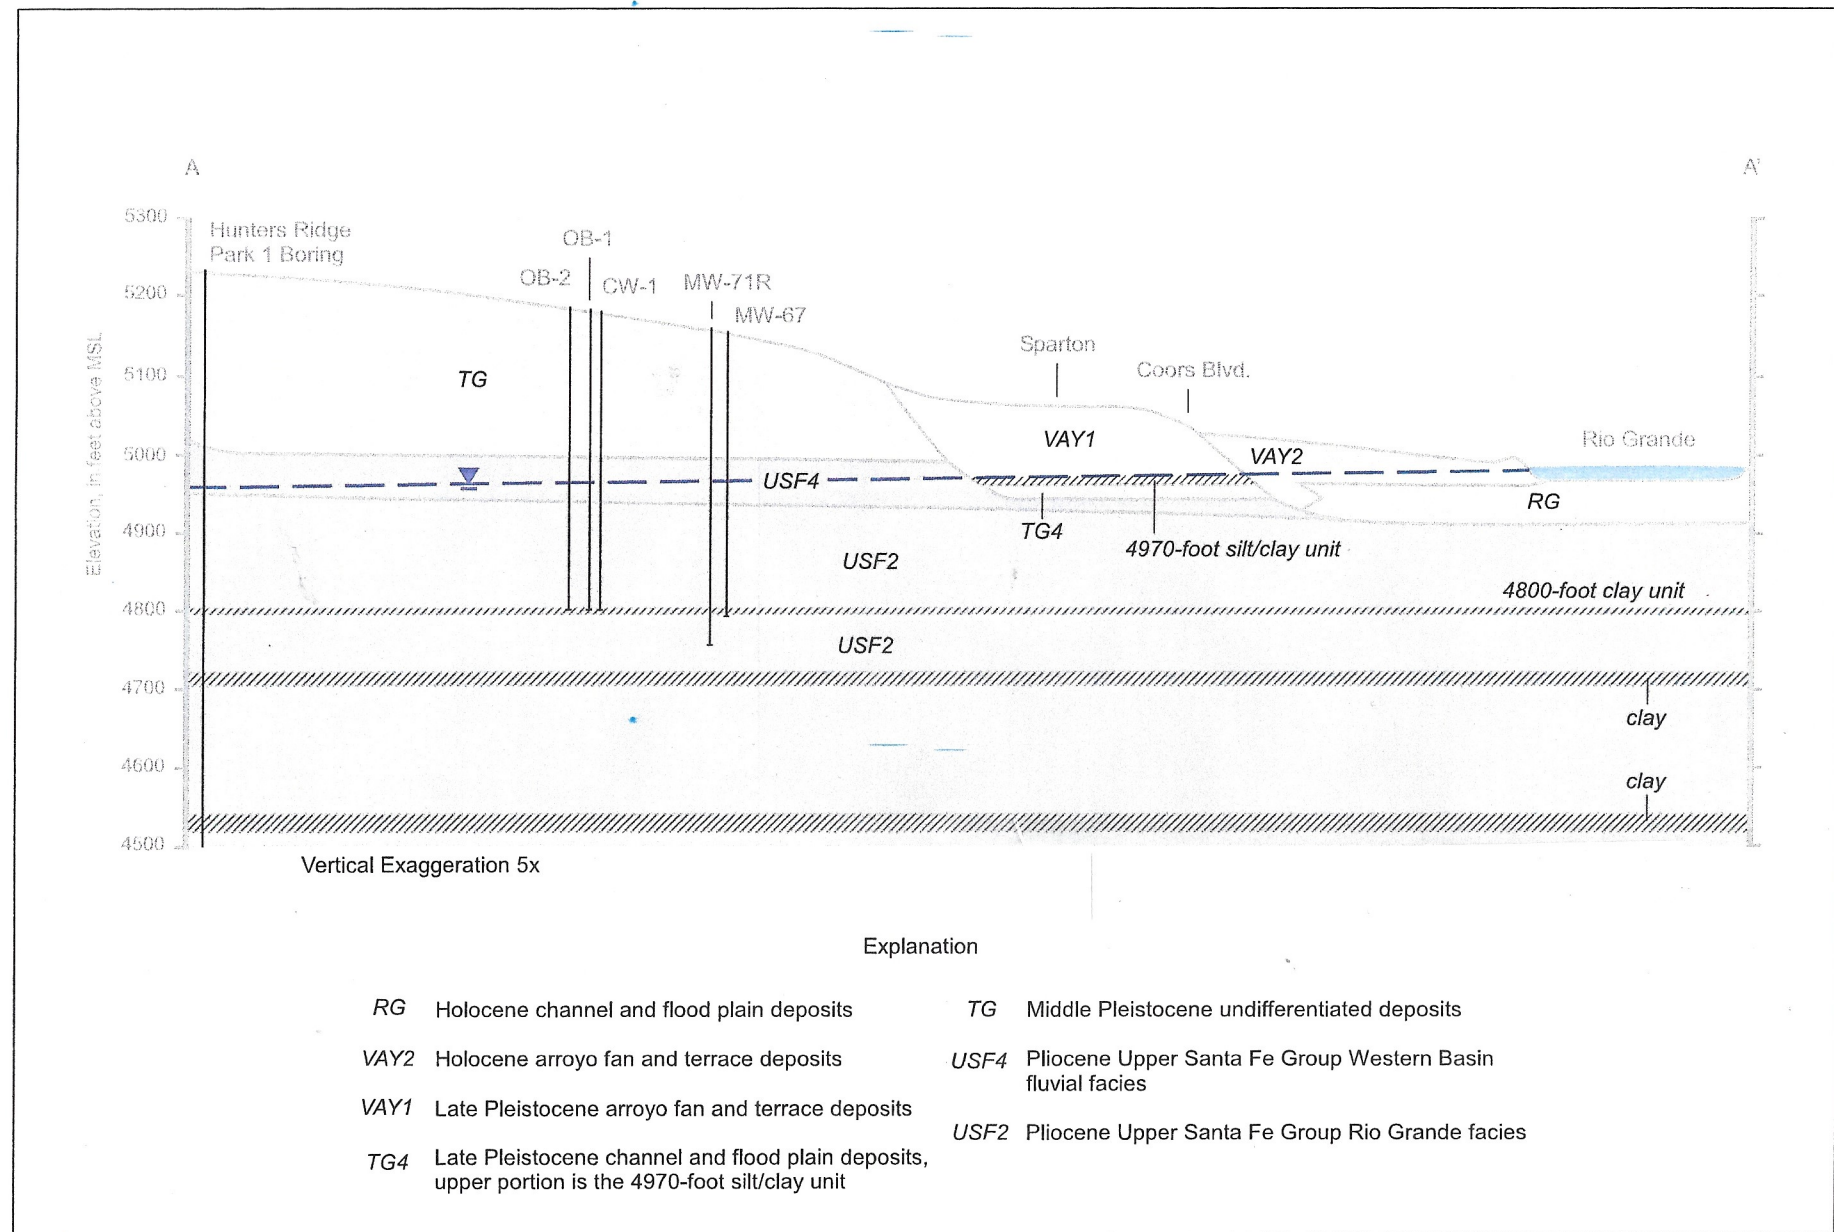 A
A'
5300
Hunters Ridge
Park 1 Boring
OB-1
OB-2
CW-1
MW-71R
MW-67
5200
Sparton
Coors Blvd.
Elevation, in feet above MSL
5100
TG
VAY1
VAY2
Rio Grande
5000
USF4
RG
TG4
4970-foot silt/clay unit
4900
USF2
4800-foot clay unit
4800
USF2
4700
clay
4600
clay
4500
Vertical Exaggeration 5x
Explanation
RG Holocene channel and flood plain deposits
VAY2 Holocene arroyo fan and terrace deposits
VAY1 Late Pleistocene arroyo fan and terrace deposits
TG4 Late Pleistocene channel and flood plain deposits,
upper portion is the 4970-foot silt/clay unit
TG Middle Pleistocene undifferentiated deposits
USF4 Pliocene Upper Santa Fe Group Western Basin
fluvial facies
USF2 Pliocene Upper Santa Fe Group Rio Grande facies